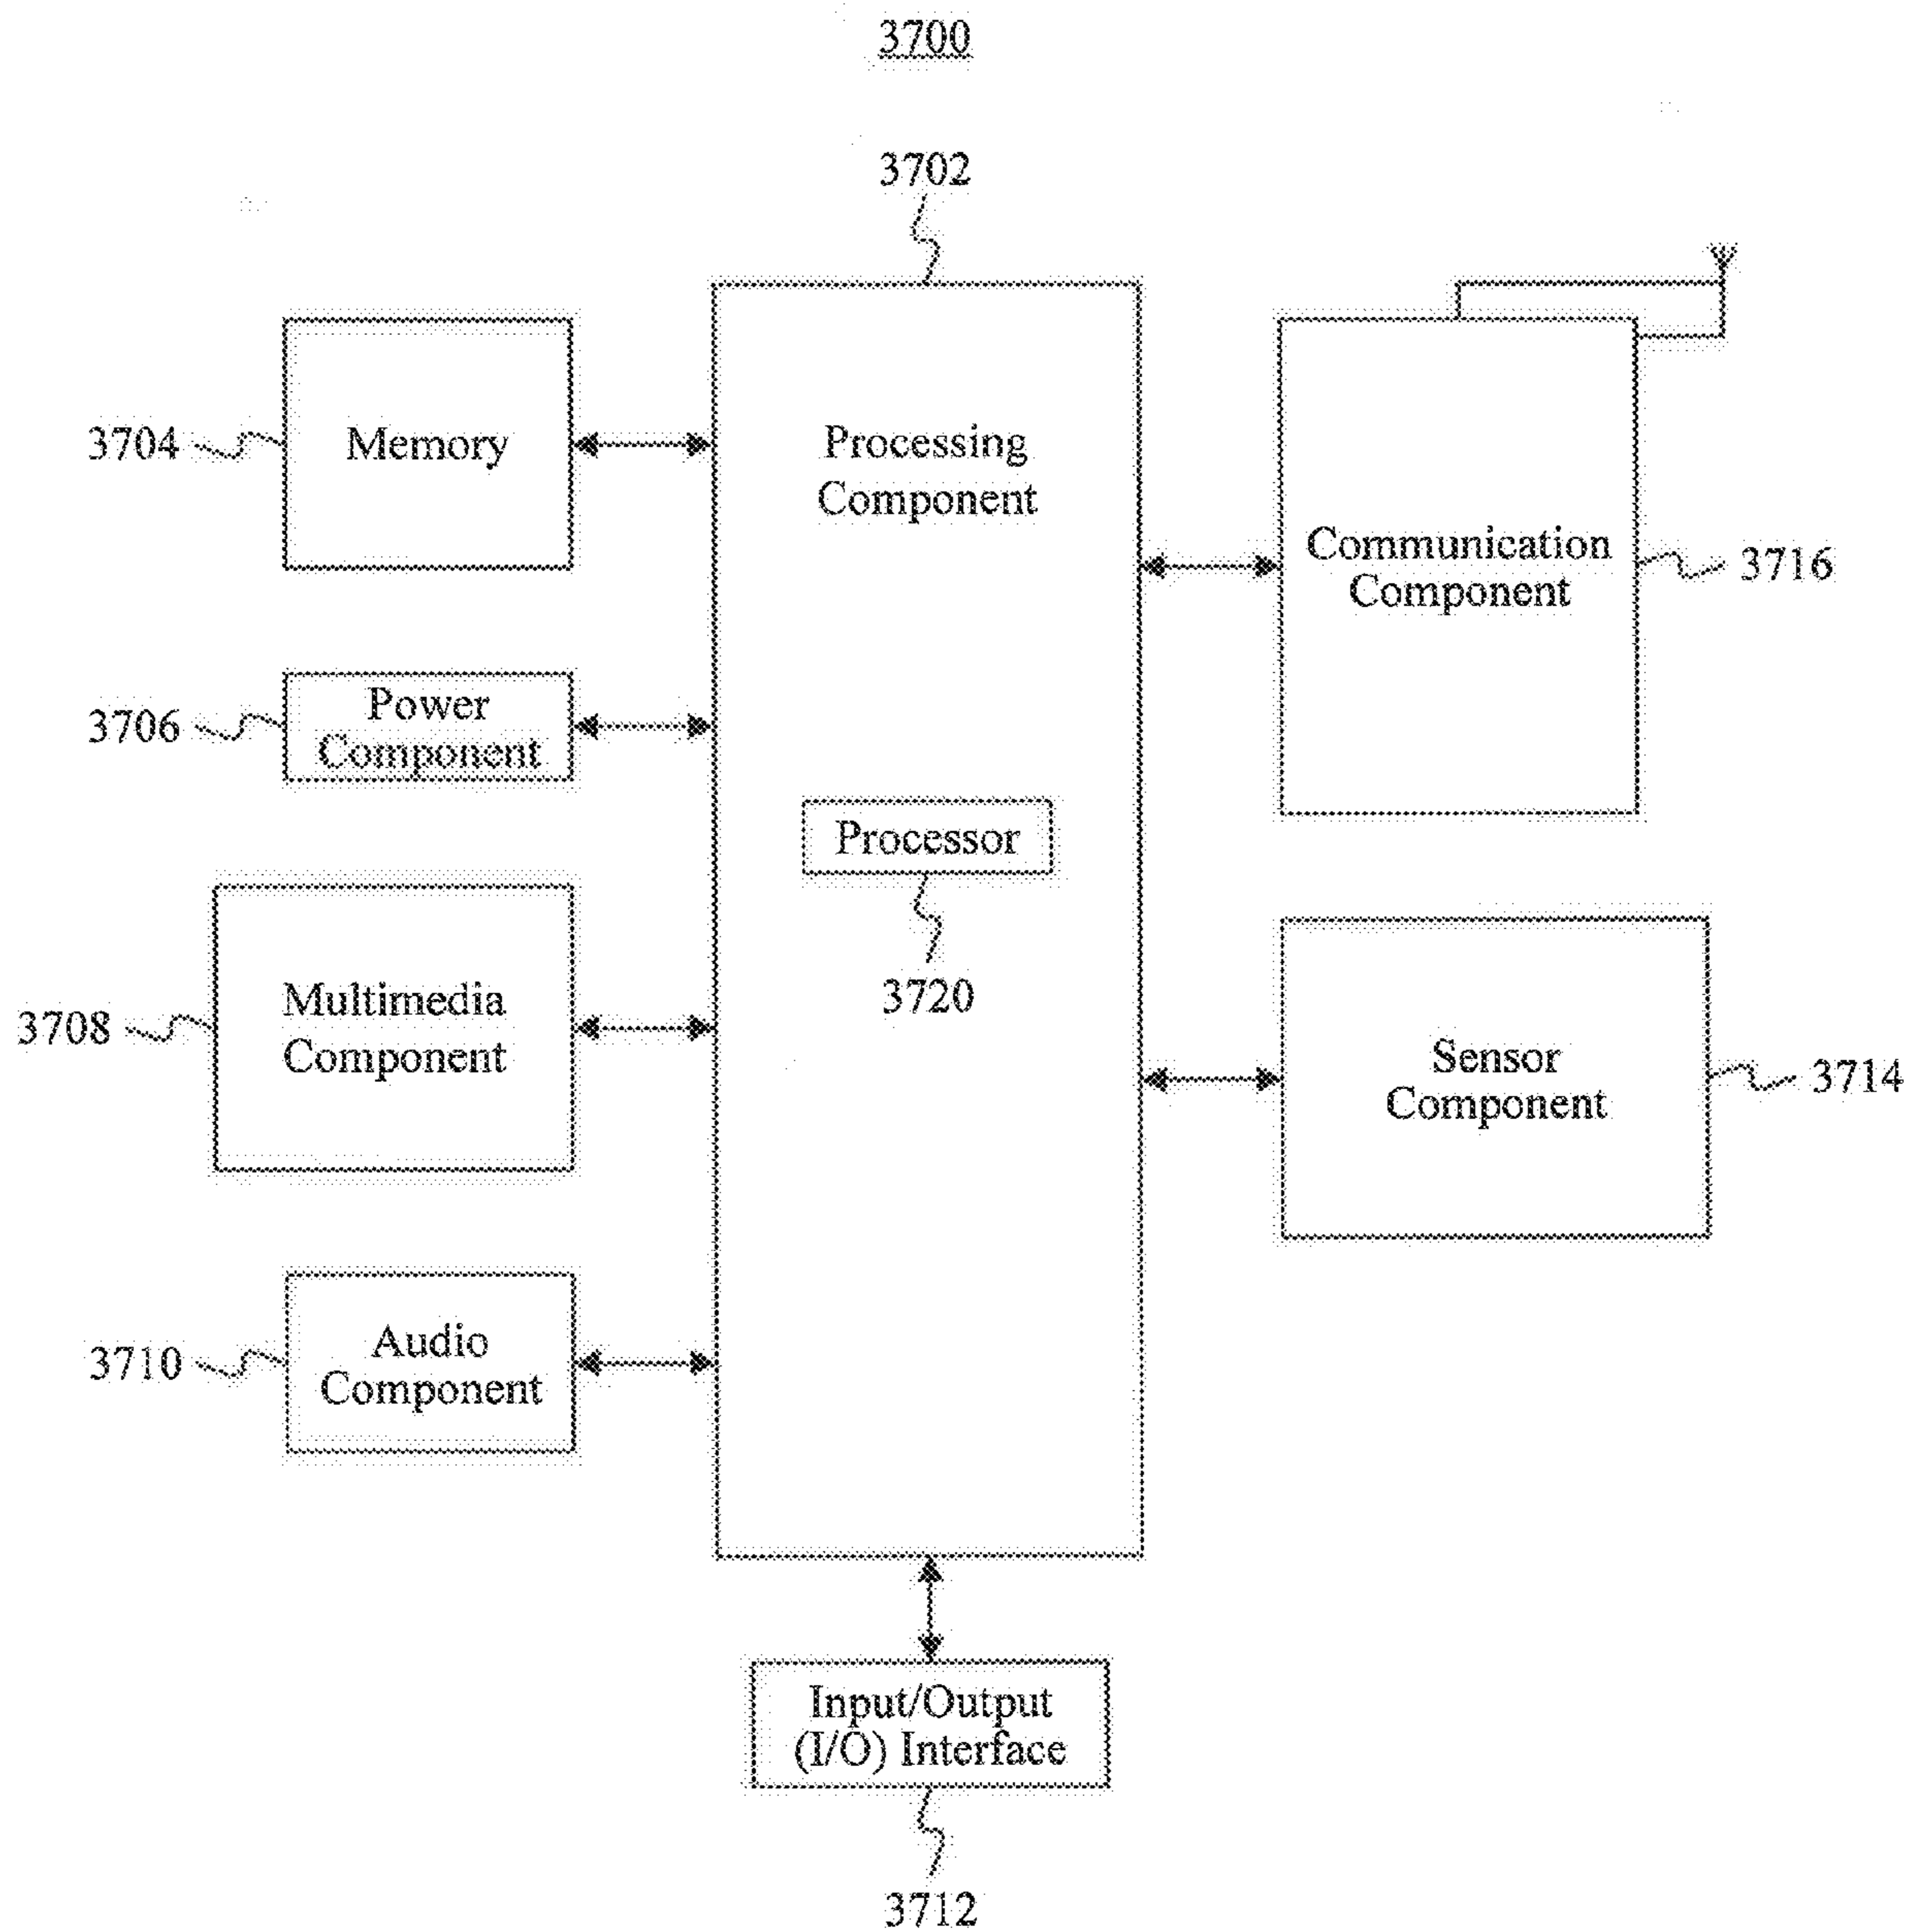 3700
3702
3704
Memory
Processing
Component
Communication
Component
3716
3706
Power
Component
Processor
3720
3708
Multimedia
Component
Sensor
Component
3714
3710
Audio
Component
Input/Output
(I/O) Interface
3712